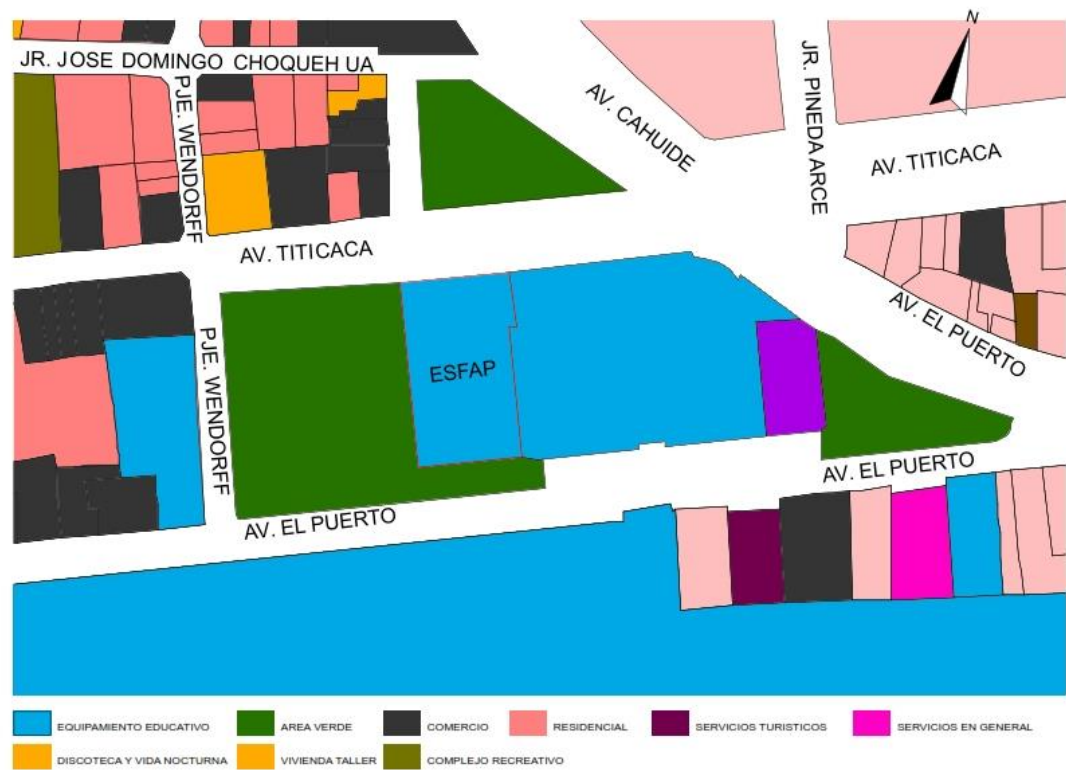 N
JR. JOSE DOMINGO CHOQUEH UA
PJE. WENDORFF
AV. CAHUIDE
JR. PINEDA ARCE
AV. TITICACA
AV. TITICACA
AV. EL PUERTO
PJE. WENDORFF
ESFAP
AV. EL PUERTO
AV. EL PUERTO
EQUIPAMIENTO EDUCATIVO
AREA VERDE
COMERCIO
RESIDENCIAL
SERVICIOS TURISTICOS
SERVICIOS EN GENERAL
DISCOTECA Y VIDA NOCTURNA
VIVIENDA TALLER
COMPLEJO RECREATIVO